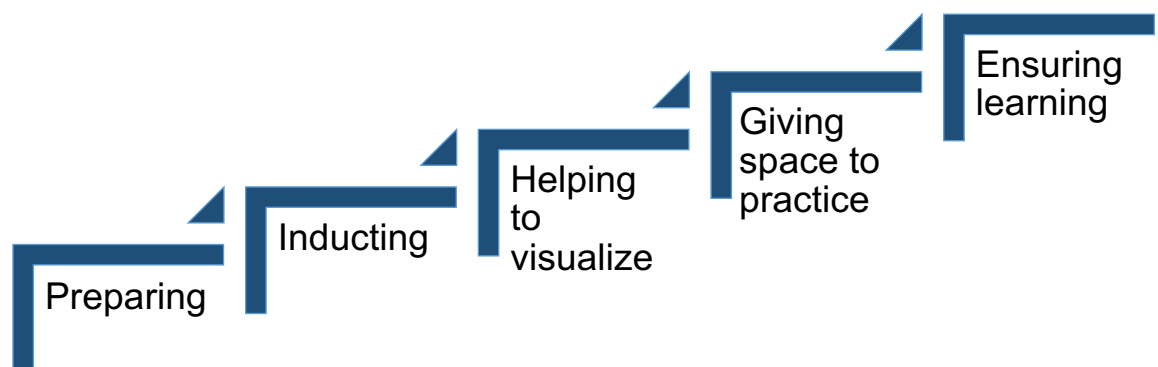 Preparing
Inducting
Helping
to
visualize
Giving
space to
practice
Ensuring
learning